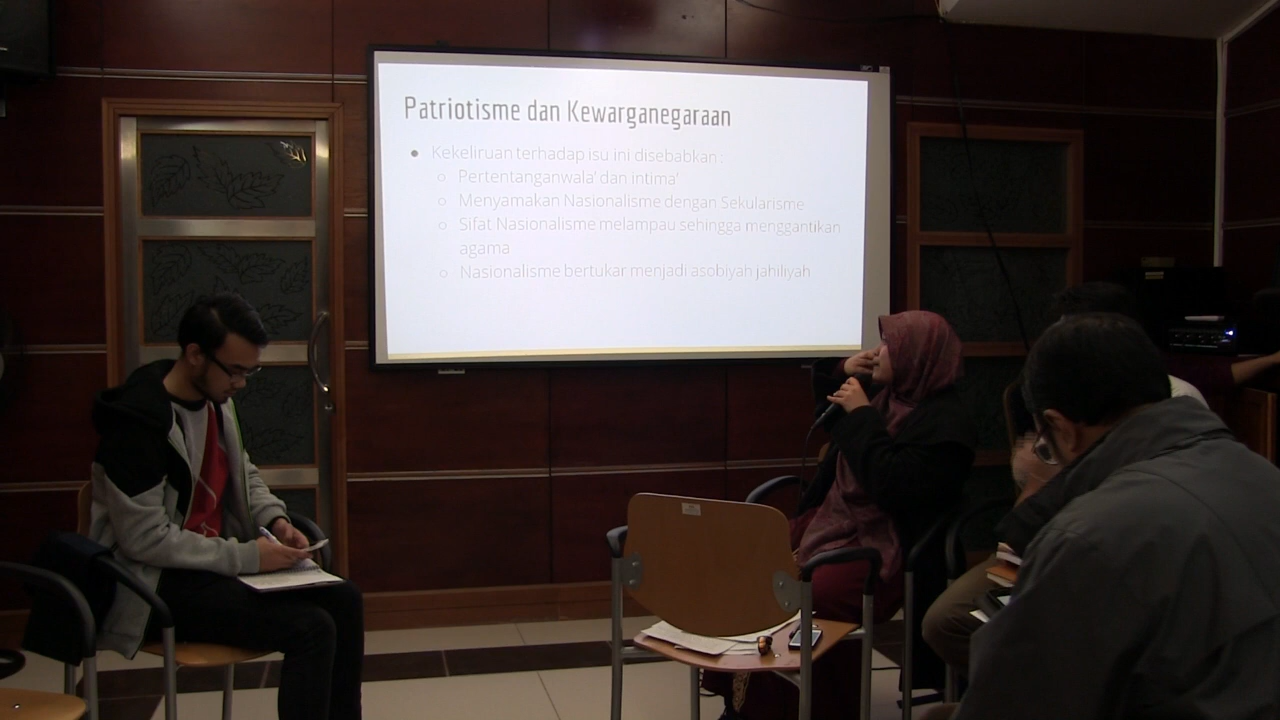 Patriotisme dan Kewarganegaraan
Kekeliruan terhadap isu ini disebabkan :
Pertentanganwala' dan intima'
Menyamakan Nasionalisme dengan Sekularisme
Sifat Nasionalisme melampau sehingga menggantikan
agama
Nasionalisme bertukar menjadi asobiyah jahiliyah